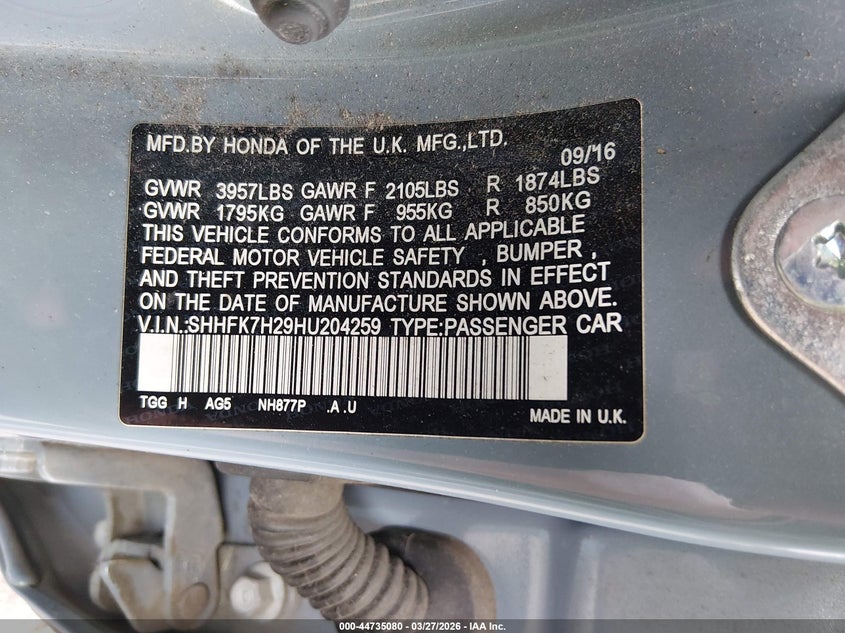 MFD.BY HONDA OF THE U.K. MFG.,LTD.
09/16
GVWR 3957LBS GAWR F 2105LBS R 1874LBS
GVWR 1795KG GAWR F 955KG R 850KG
THIS VEHICLE CONFORMS TO ALL APPLICABLE
FEDERAL MOTOR VEHICLE SAFETY , BUMPER ,
AND THEFT PREVENTION STANDARDS IN EFFECT
ON THE DATE OF MANUFACTURE SHOWN ABOVE.
V.I.N.:SHHFK7H29HU204259 TYPE:PASSENGER CAR
TGG H AG5 NH877P .A .U
MADE IN U.K.
000-44735080 - 03/27/2026 - IAA Inc.